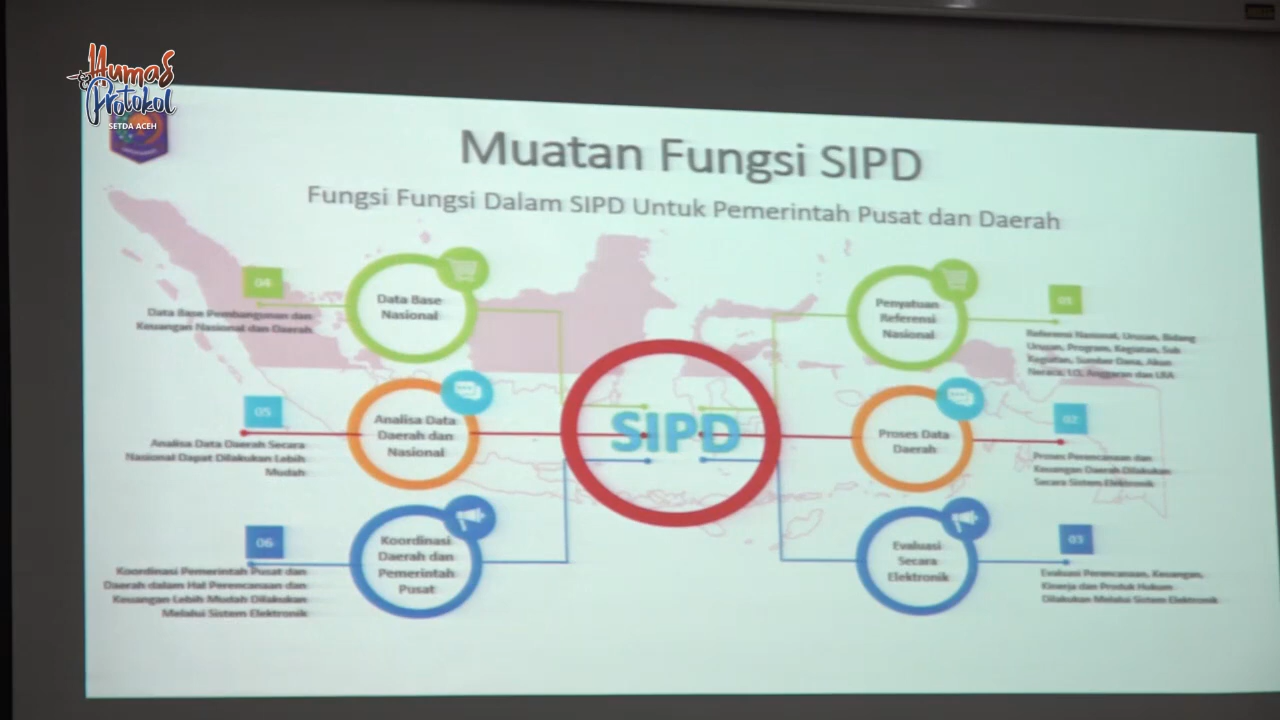 Humas
& Protokol
SETDA ACEH
Muatan Fungsi SIPD
Fungsi Fungsi Dalam SIPD Untuk Pemerintah Pusat dan Daerah
04
Data Base
Nasional
Data Base Pembangunan dan
Keuangan Nasional dan Daerah
05
Analisa Data
Daerah dan
Nasional
Analisa Data Daerah Secara
Nasional Dapat Dilakukan Lebih
Mudah
06
Koordinasi
Daerah dan
Pemerintah
Pusat
Koordinasi Pemerintah Pusat dan
Daerah dalam Hal Perencanaan dan
Keuangan Lebih Mudah Dilakukan
Melalui Sistem Elektronik
SIPD
Penyatuan
Referensi
Nasional
01
Referensi Nasional, Urusan, Bidang
Urusan, Program, Kegiatan, Sub
Kegiatan, Sumber Dana, Akun
Neraca, LO, Anggaran dan LRA
Proses Data
Daerah
02
Proses Perencanaan dan
Keuangan Daerah Dilakukan
Secara Sistem Elektronik
Evaluasi
Secara
Elektronik
03
Evaluasi Perencanaan, Keuangan,
Kinerja dan Produk Hukum
Dilakukan Melalui Sistem Elektronik